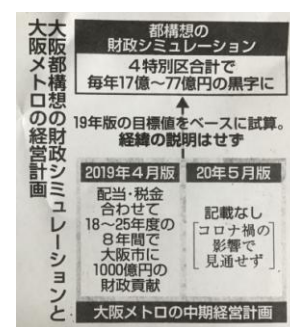 大阪都構想の財政シミュレーションと
大阪メトロの経営計画
都構想の
財政シミュレーション
4特別区合計で
毎年17億〜77億円の黒字に
19年版の目標値をベースに試算。
経緯の説明はせず
2019年4月版
配当・税金
合わせて
18〜25年度の
8年間で
大阪市に
1000億円の
財政貢献
20年5月版
記載なし
[コロナ禍の
影響で
見通せず]
大阪メトロの中期経営計画